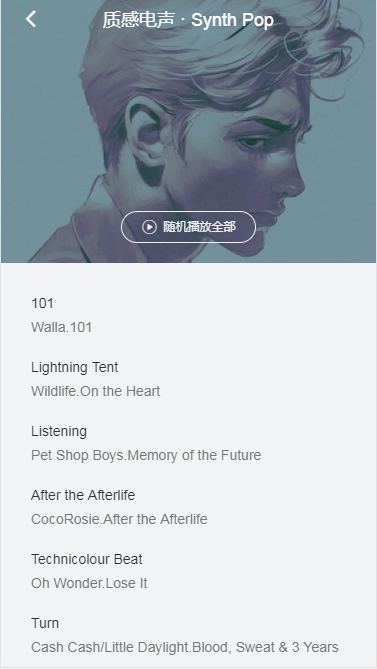 质感电声 · Synth Pop
随机播放全部
101
Walla.101
Lightning Tent
Wildlife.On the Heart
Listening
Pet Shop Boys.Memory of the Future
After the Afterlife
CocoRosie.After the Afterlife
Technicolour Beat
Oh Wonder.Lose It
Turn
Cash Cash/Little Daylight.Blood, Sweat & 3 Years